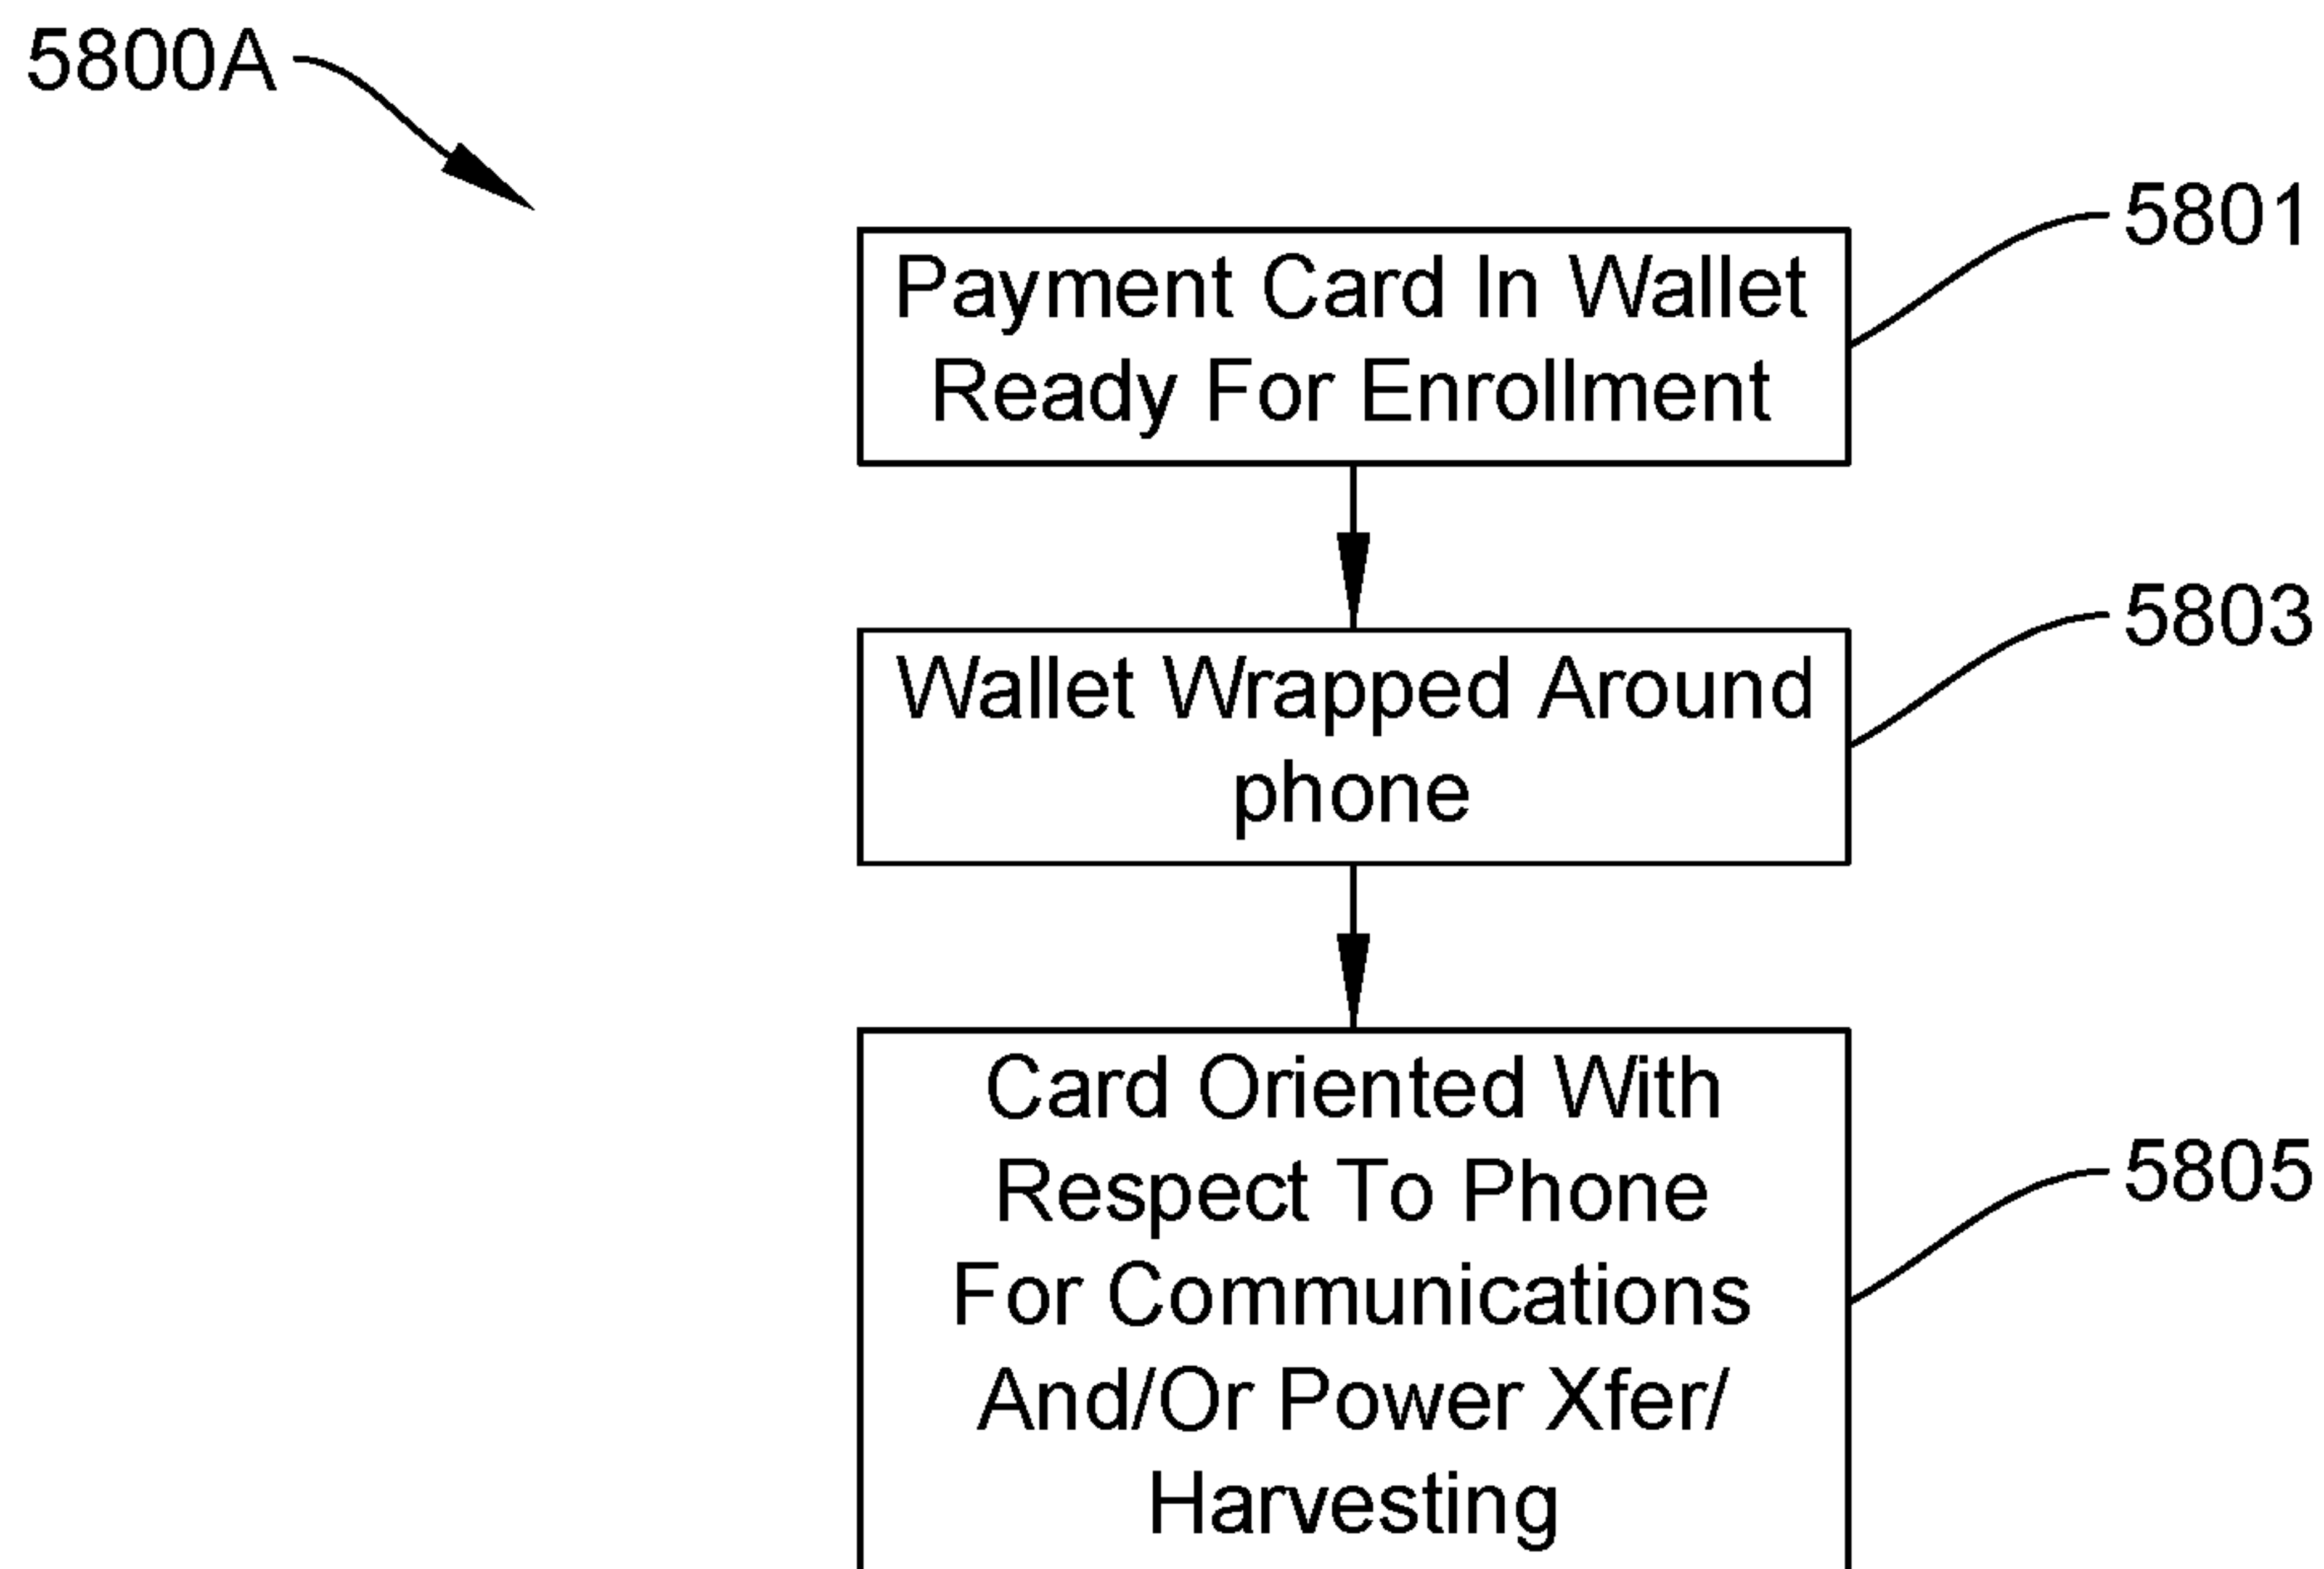 5800A
5801
Payment Card In Wallet
Ready For Enrollment
5803
Wallet Wrapped Around
phone
5805
Card Oriented With
Respect To Phone
For Communications
And/Or Power Xfer/
Harvesting